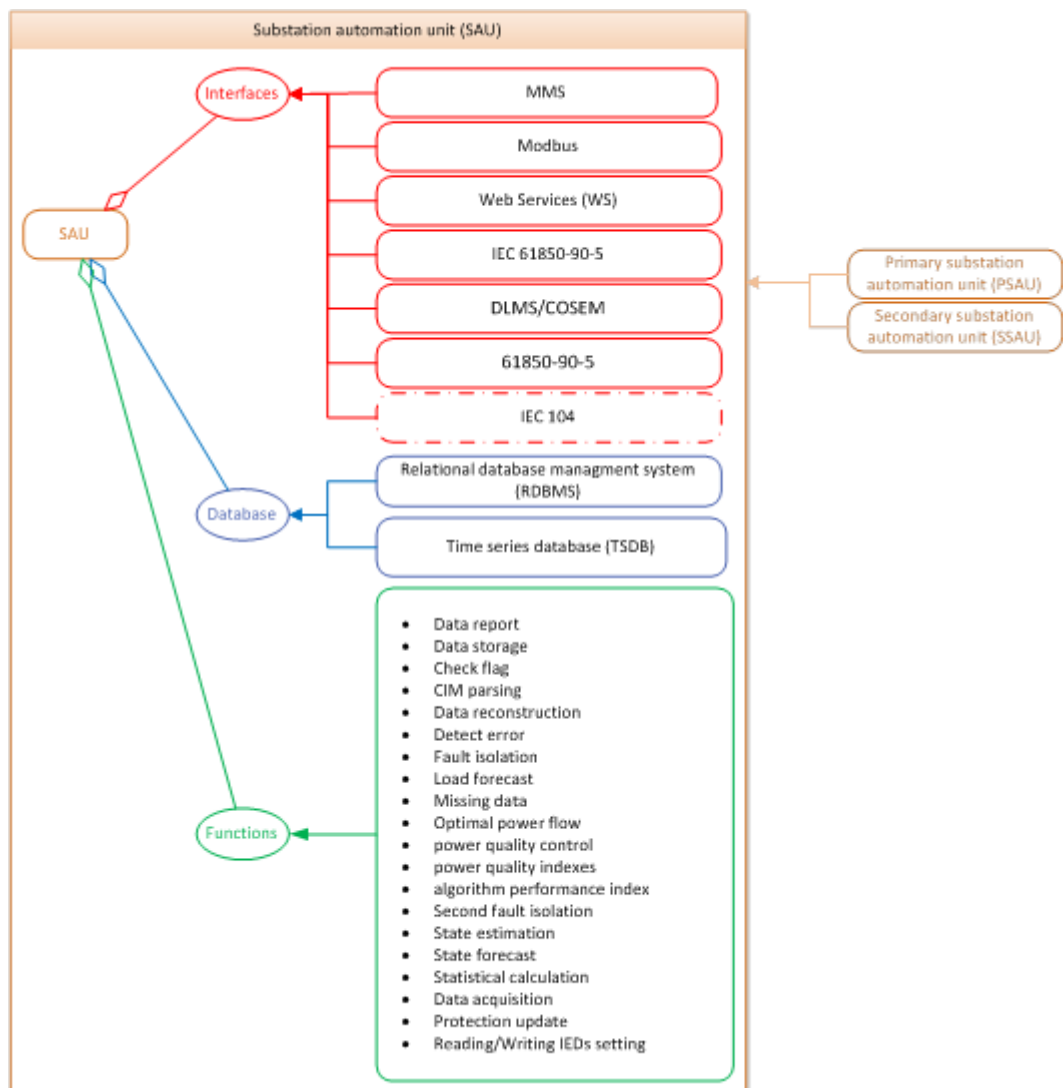 Substation automation unit (SAU)
Interfaces
MMS
Modbus
Web Services (WS)
SAU
IEC 61850-90-5
Primary substation
automation unit (PSAU)
DLMS/COSEM
Secondary substation
automation unit (SSAU)
61850-90-5
IEC 104
Relational database managment system
(RDBMS)
Database
Time series database (TSDB)
• Data report
• Data storage
• Check flag
• CIM parsing
• Data reconstruction
• Detect error
• Fault isolation
• Load forecast
• Missing data
• Optimal power flow
Functions
• power quality control
• power quality indexes
• algorithm performance index
• Second fault isolation
• State estimation
• State forecast
• Statistical calculation
• Data acquisition
• Protection update
• Reading/Writing IEDs setting